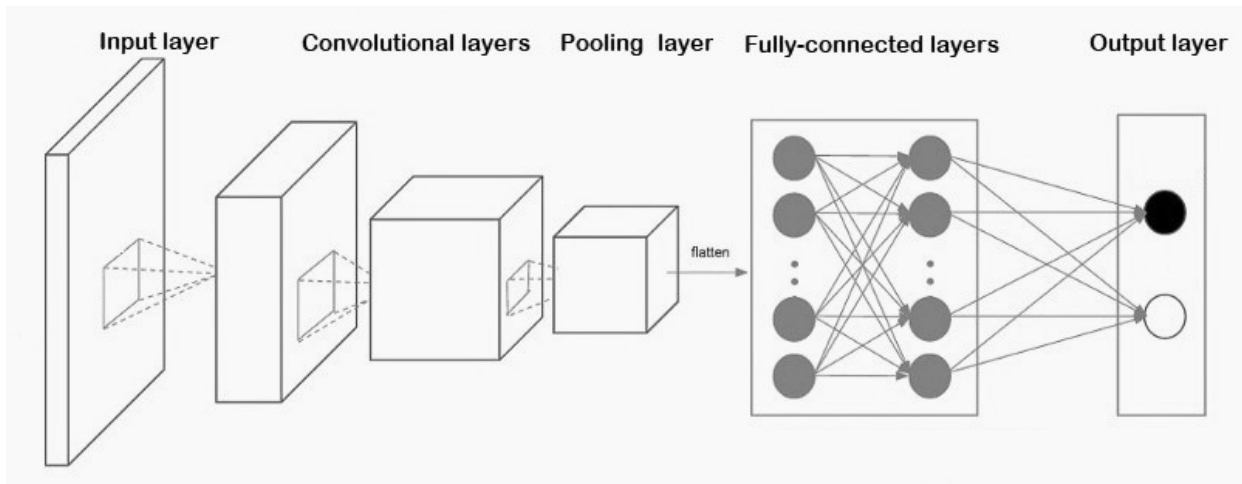 Input layer
Convolutional layers
Pooling layer
Fully-connected layers
Output layer
flatten